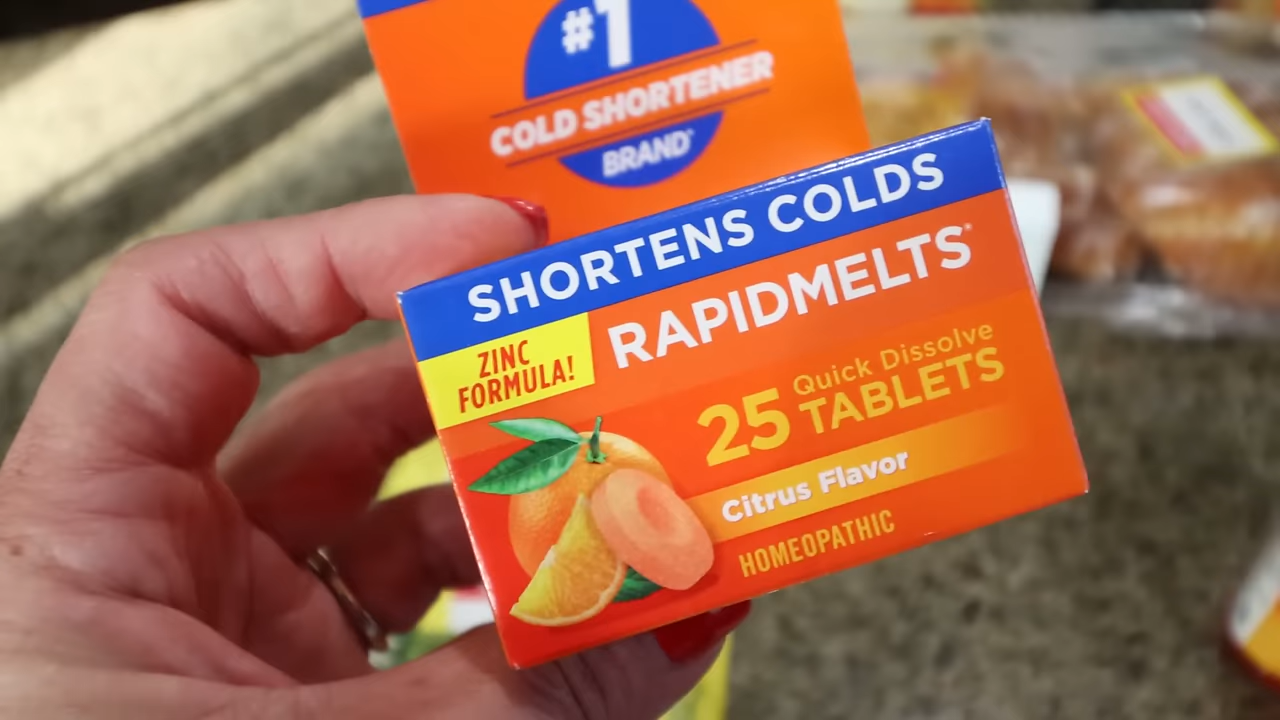 #1
COLD SHORTENER
BRAND*
SHORTENS COLDS
ZINC
FORMULA!
RAPIDMELTS®
25 Quick Dissolve
TABLETS
Citrus Flavor
HOMEOPATHIC